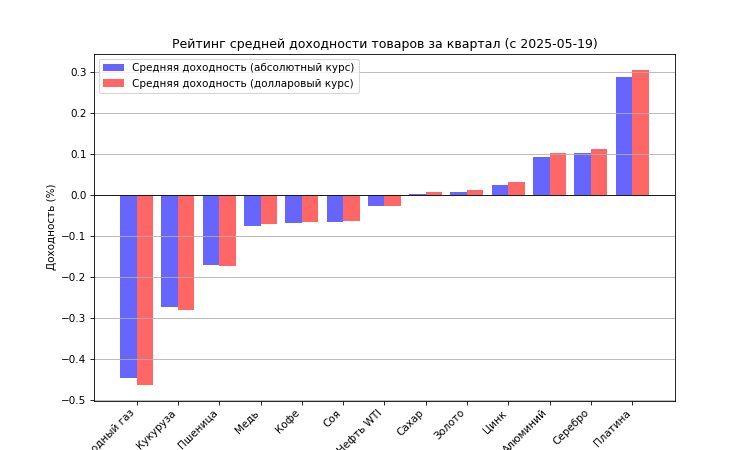 Рейтинг средней доходности товаров за квартал (с 2025-05-19)
Средняя доходность (абсолютный курс)
Средняя доходность (долларовый курс)
Доходность (%)
0.3
0.2
0.1
0.0
−0.1
−0.2
−0.3
−0.4
−0.5
газ
Кукуруза
Пшеница
Медь
Кофе
Соя
Нефть WTI
Сахар
Золото
Цинк
Алюминий
Серебро
Платина